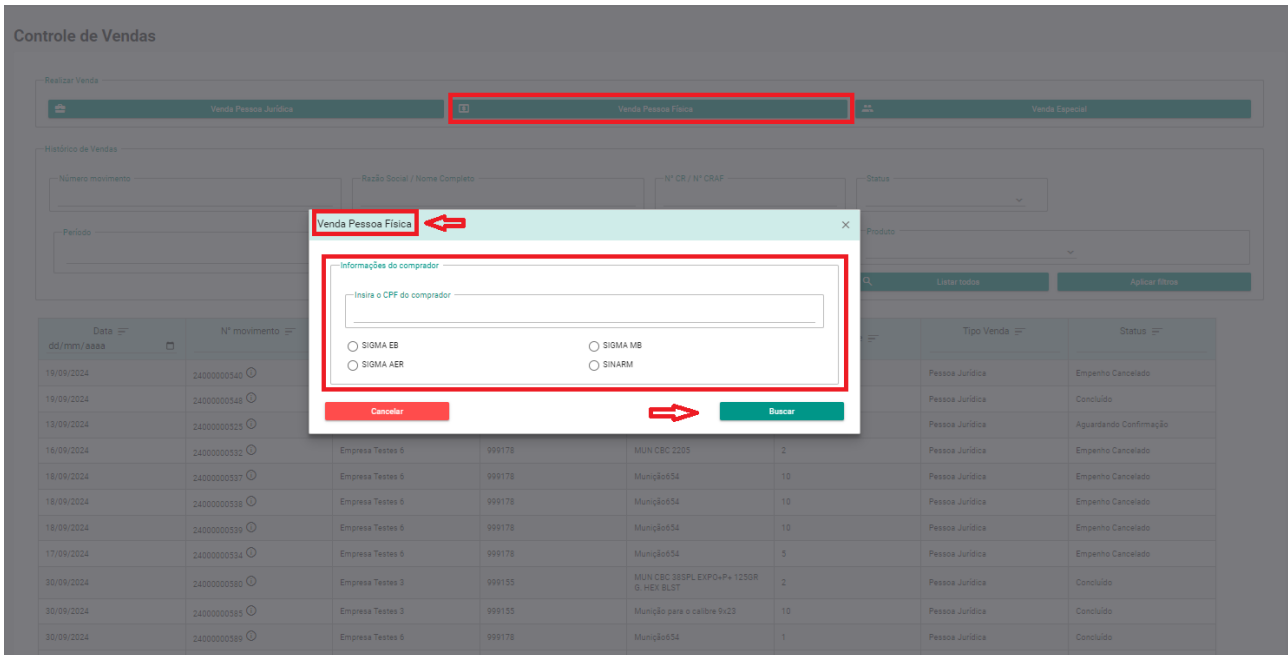 Controle de Vendas
Realizar Venda
Venda Pessoa Jurídica
Venda Pessoa Física
Venda Especial
Histórico de Vendas
Número movimento
Razão Social / Nome Completo
Nº CR / Nº CRAF
Status
Período
Produto
Listar todos
Aplicar filtros
Venda Pessoa Física
×
Informações do comprador
Insira o CPF do comprador
SIGMA EB
SIGMA MB
SIGMA AER
SINARM
Cancelar
Buscar
Data
N° movimento
Tipo Venda
Status
dd/mm/aaaa
19/09/2024 24000000540 Pessoa Jurídica Empenho Cancelado
19/09/2024 24000000548 Pessoa Jurídica Concluído
13/09/2024 24000000525 Pessoa Jurídica Aguardando Confirmação
16/09/2024 24000000532 Empresa Testes 6 999178 MUN CBC 2205 2 Pessoa Jurídica Empenho Cancelado
18/09/2024 24000000537 Empresa Testes 6 999178 Munição654 10 Pessoa Jurídica Empenho Cancelado
18/09/2024 24000000538 Empresa Testes 6 999178 Munição654 10 Pessoa Jurídica Empenho Cancelado
18/09/2024 24000000539 Empresa Testes 6 999178 Munição654 10 Pessoa Jurídica Empenho Cancelado
17/09/2024 24000000534 Empresa Testes 6 999178 Munição654 5 Pessoa Jurídica Empenho Cancelado
30/09/2024 24000000580 Empresa Testes 3 999155 MUN CBC 38SPL EXPO+P+ 125GR 2 Pessoa Jurídica Concluído
G. HEX BLST
30/09/2024 24000000585 Empresa Testes 3 999155 Munição para o calibre 9x23 10 Pessoa Jurídica Concluído
30/09/2024 24000000589 Empresa Testes 6 999178 Munição654 1 Pessoa Jurídica Concluído